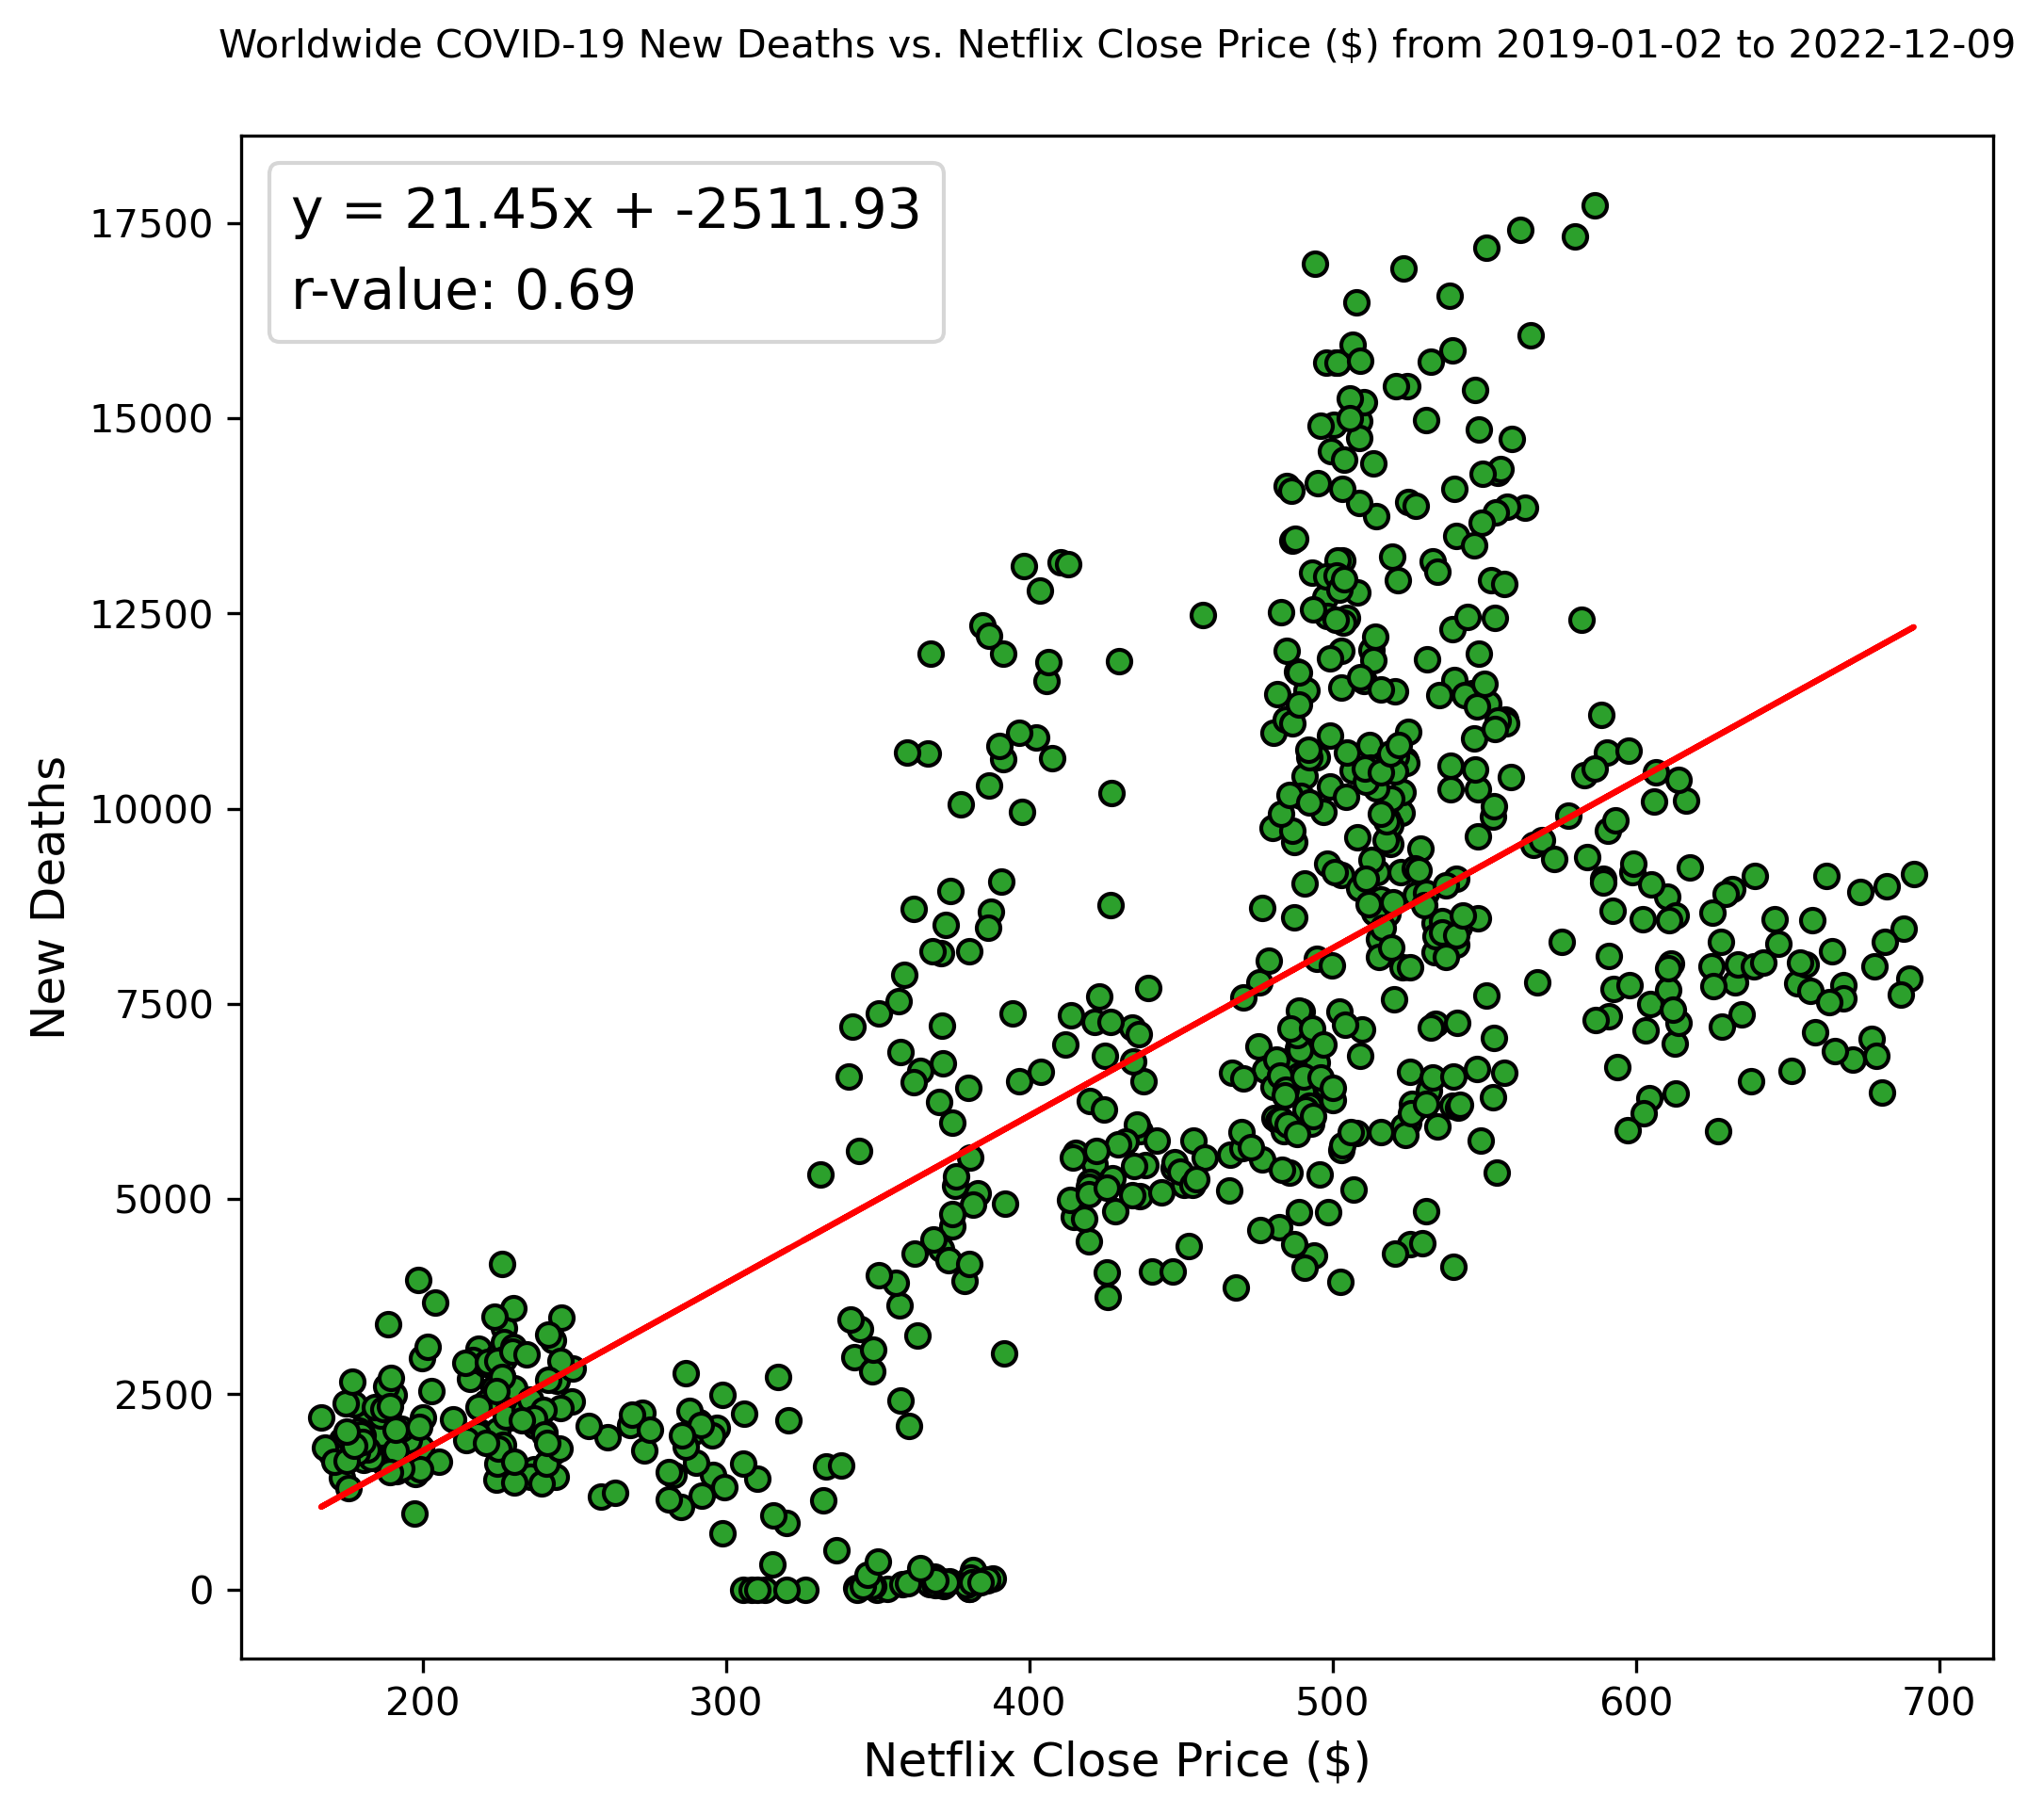 Worldwide COVID-19 New Deaths vs. Netflix Close Price ($) from 2019-01-02 to 2022-12-09
y = 21.45x + -2511.93
r-value: 0.69
17500
15000
12500
10000
7500
5000
2500
0
New Deaths
200 300 400 500 600 700
Netflix Close Price ($)